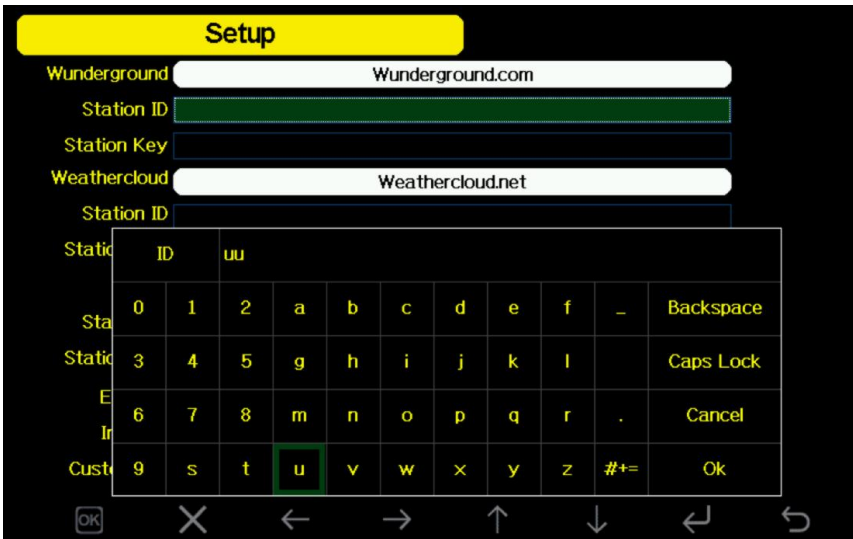 Setup
Wunderground Wunderground.com
Station ID
Station Key
Weathercloud Weathercloud.net
Station ID
ID uu
0 1 2 a b c d e f _ Backspace
3 4 5 g h i j k l Caps Lock
6 7 8 m n o p q r . Cancel
9 s t u v w x y z #+= Ok
OK